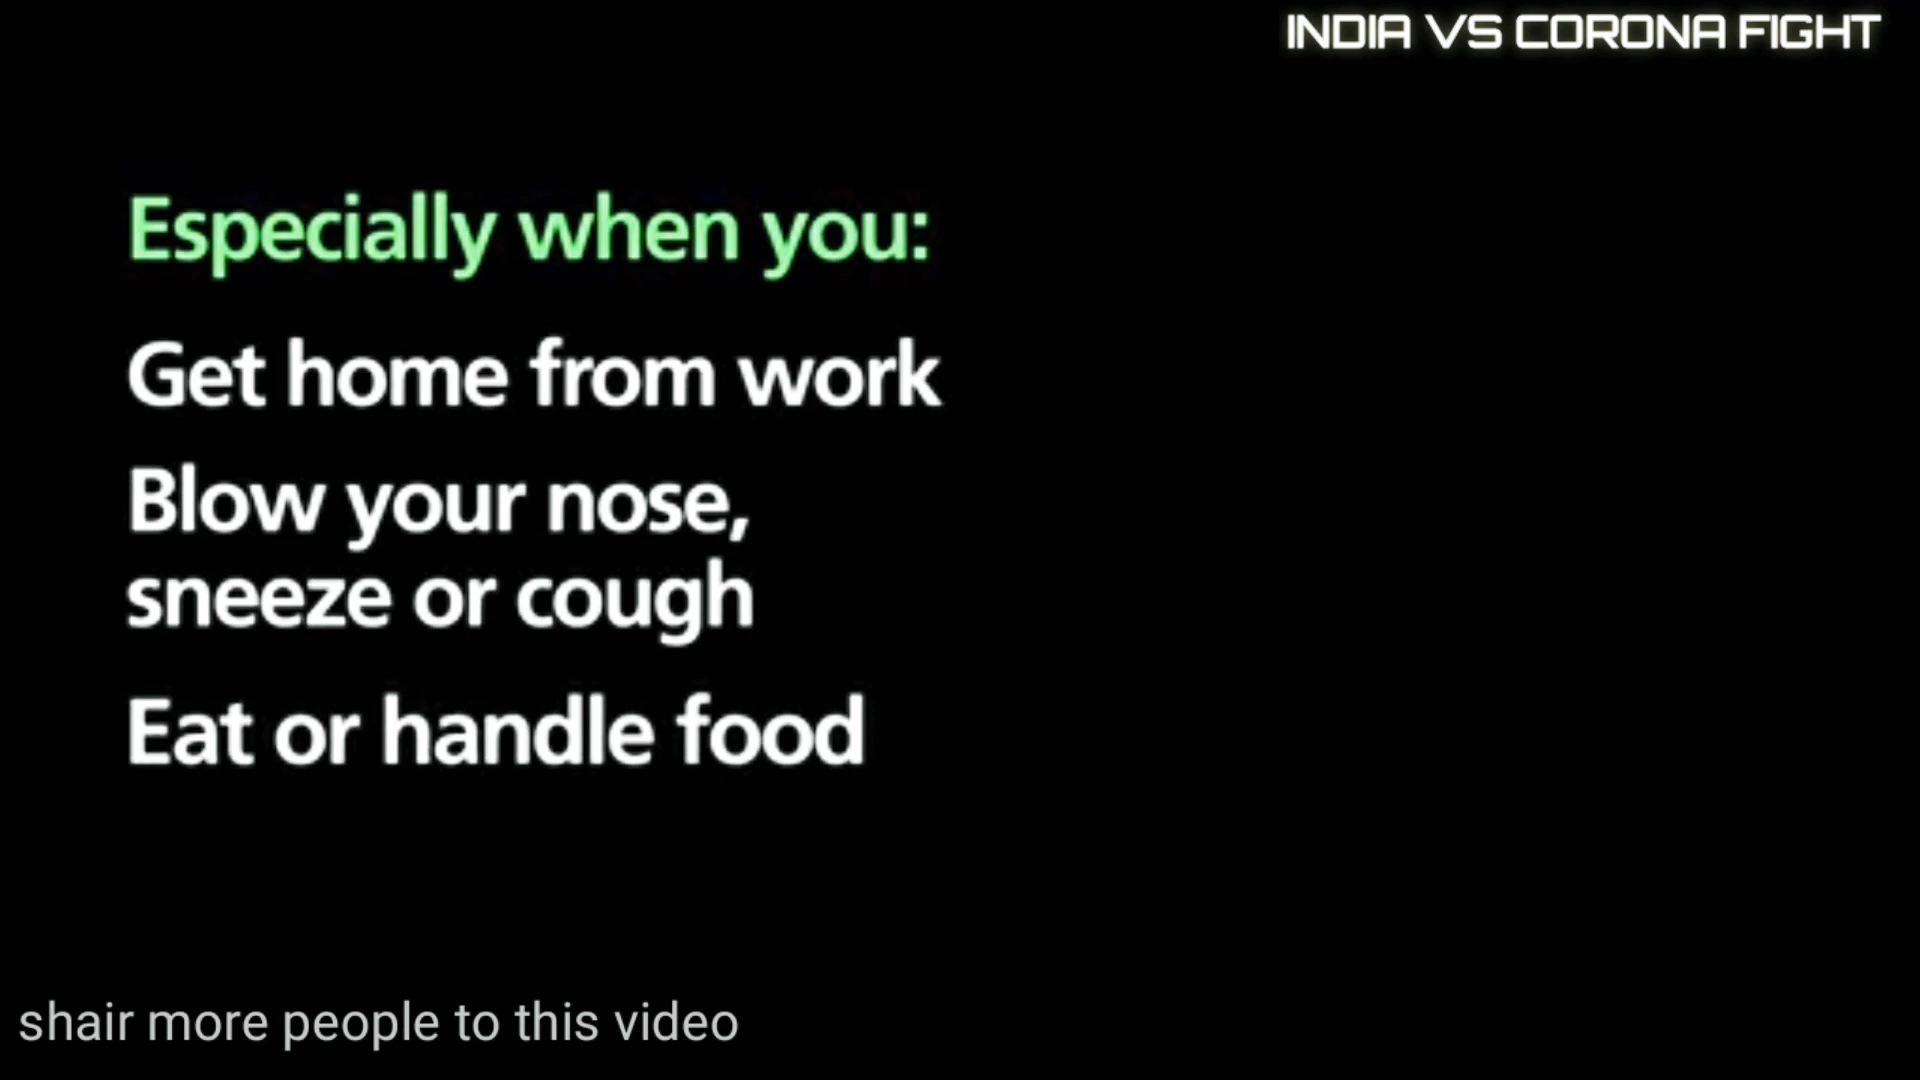 INDIA VS CORONA FIGHT
Especially when you:
Get home from work
Blow your nose,
sneeze or cough
Eat or handle food
shair more people to this video